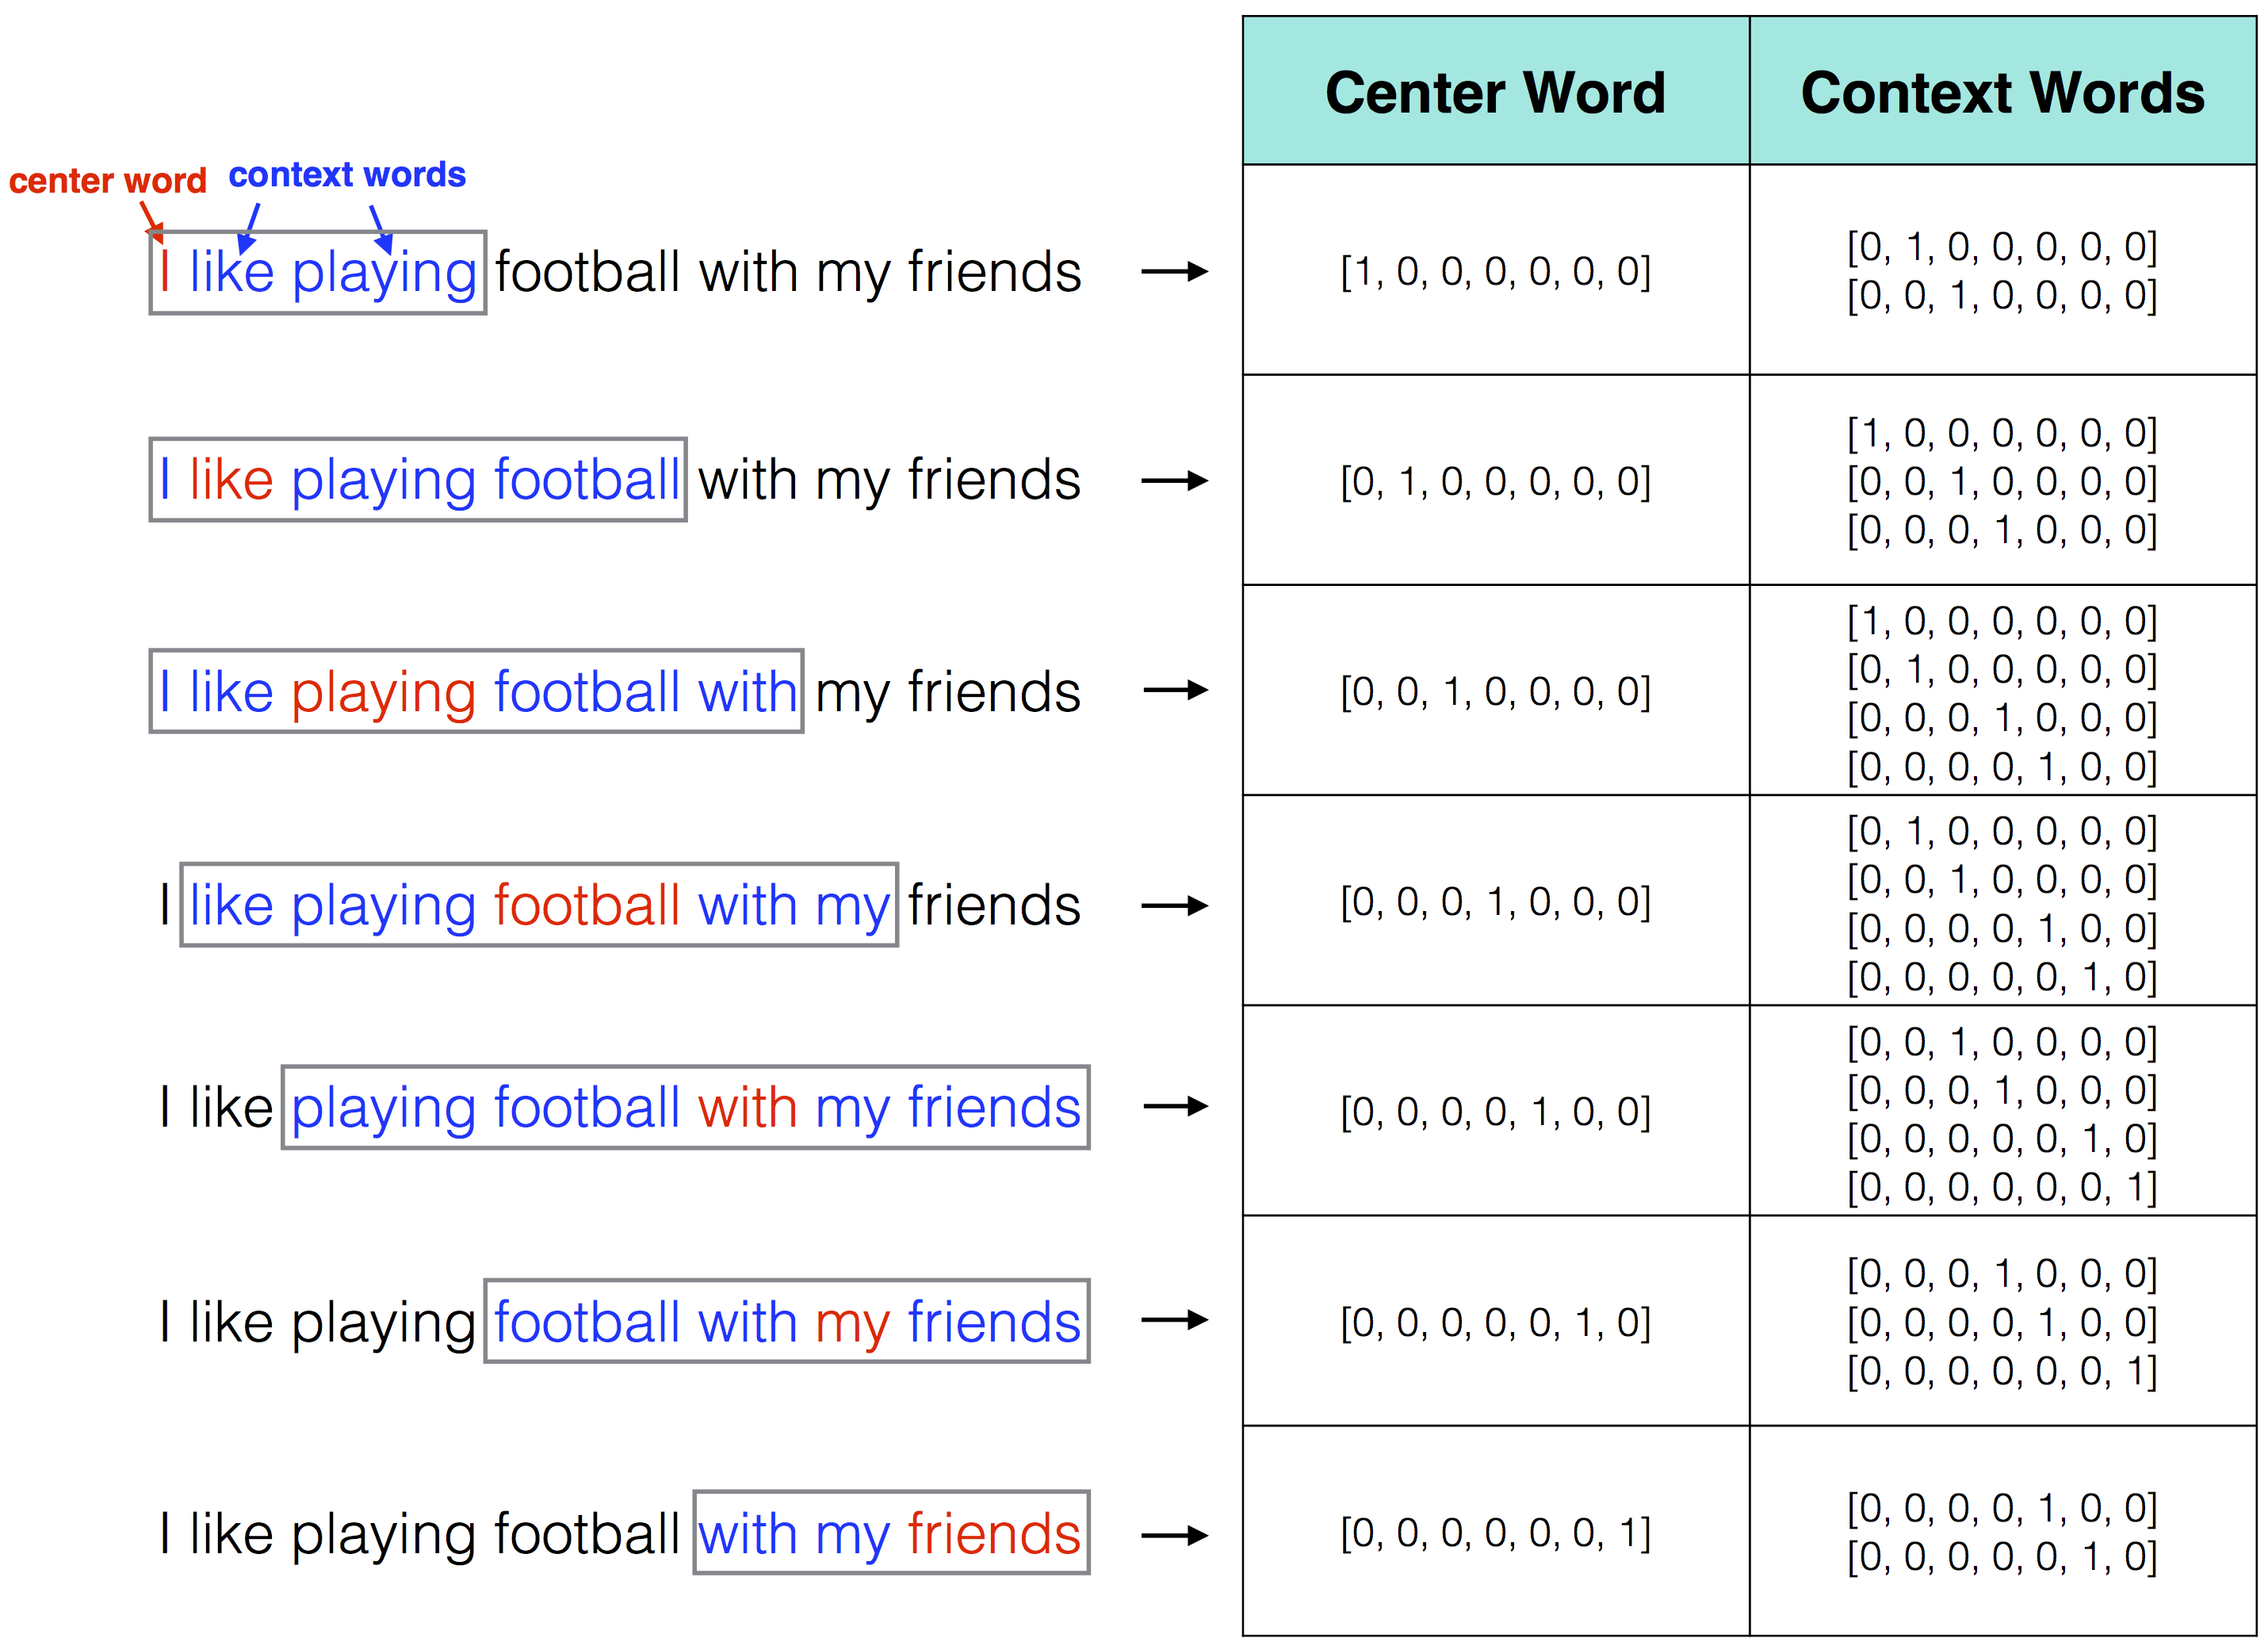 Center Word Context Words
center word context words
I like playing football with my friends
[1, 0, 0, 0, 0, 0, 0]
[0, 1, 0, 0, 0, 0, 0]
[0, 0, 1, 0, 0, 0, 0]
I like playing football with my friends
[0, 1, 0, 0, 0, 0, 0]
[1, 0, 0, 0, 0, 0, 0]
[0, 0, 1, 0, 0, 0, 0]
[0, 0, 0, 1, 0, 0, 0]
I like playing football with my friends
[0, 0, 1, 0, 0, 0, 0]
[1, 0, 0, 0, 0, 0, 0]
[0, 1, 0, 0, 0, 0, 0]
[0, 0, 0, 1, 0, 0, 0]
[0, 0, 0, 0, 1, 0, 0]
I like playing football with my friends
[0, 0, 0, 1, 0, 0, 0]
[0, 1, 0, 0, 0, 0, 0]
[0, 0, 1, 0, 0, 0, 0]
[0, 0, 0, 0, 1, 0, 0]
[0, 0, 0, 0, 0, 1, 0]
I like playing football with my friends
[0, 0, 0, 0, 1, 0, 0]
[0, 0, 1, 0, 0, 0, 0]
[0, 0, 0, 1, 0, 0, 0]
[0, 0, 0, 0, 0, 1, 0]
[0, 0, 0, 0, 0, 0, 1]
I like playing football with my friends
[0, 0, 0, 0, 0, 1, 0]
[0, 0, 0, 1, 0, 0, 0]
[0, 0, 0, 0, 1, 0, 0]
[0, 0, 0, 0, 0, 0, 1]
I like playing football with my friends
[0, 0, 0, 0, 0, 0, 1]
[0, 0, 0, 0, 1, 0, 0]
[0, 0, 0, 0, 0, 1, 0]